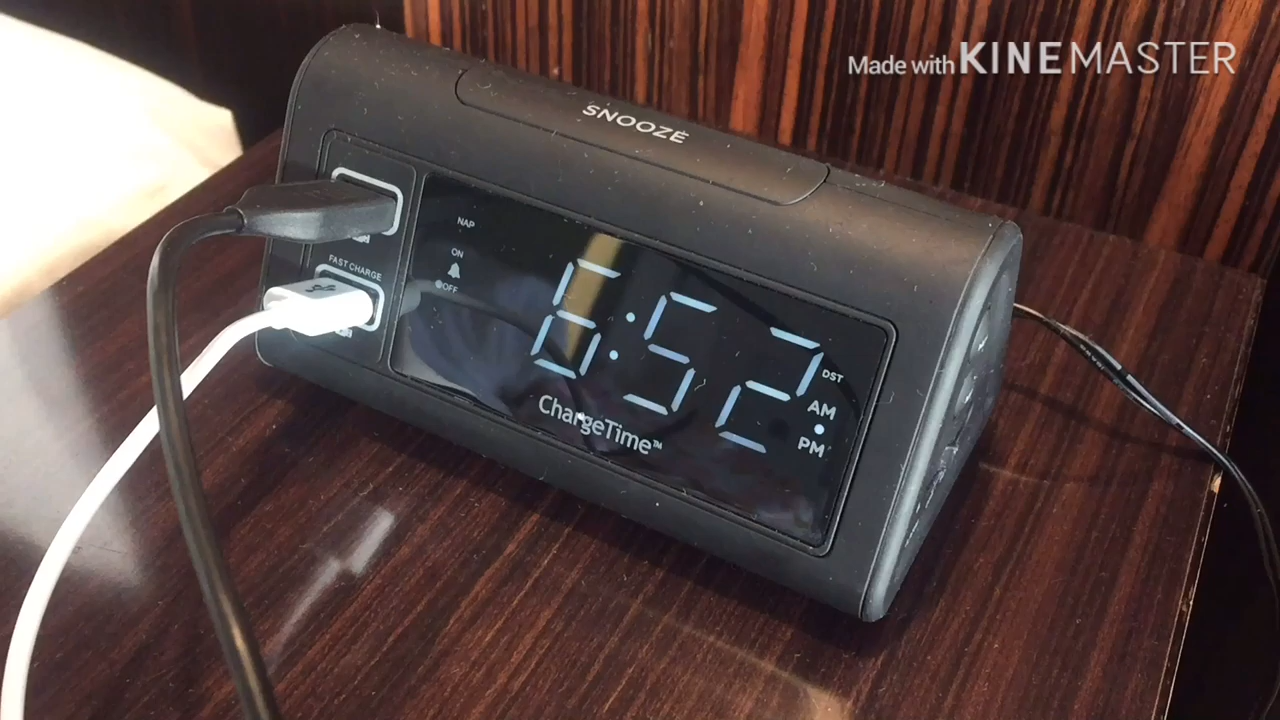 Made with KINEMASTER
SNOOZE
NAP
ON
OFF
FAST CHARGE
6:52
DST
AM
PM
ChargeTime™